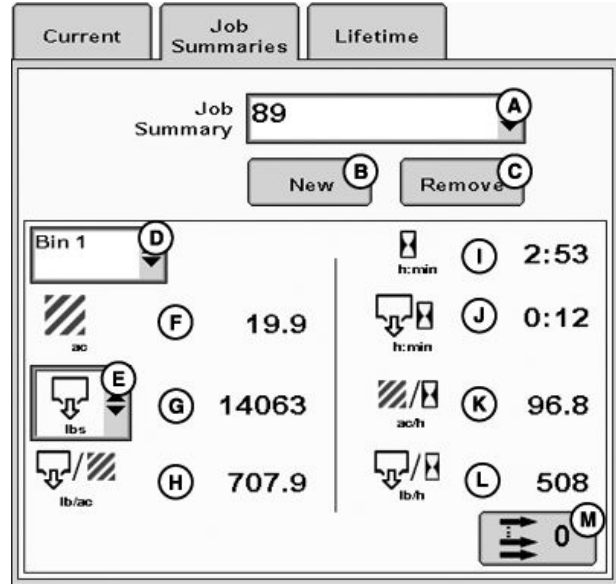 Current
Job Summaries
Lifetime
Job Summary
89
A
New
B
Remove
C
Bin 1
D
h:min
I
2:53
ac
F
19.9
h:min
J
0:12
E
lbs
G
14063
/
ac/h
K
96.8
/
lb/ac
H
707.9
/
lb/h
L
508
0
M